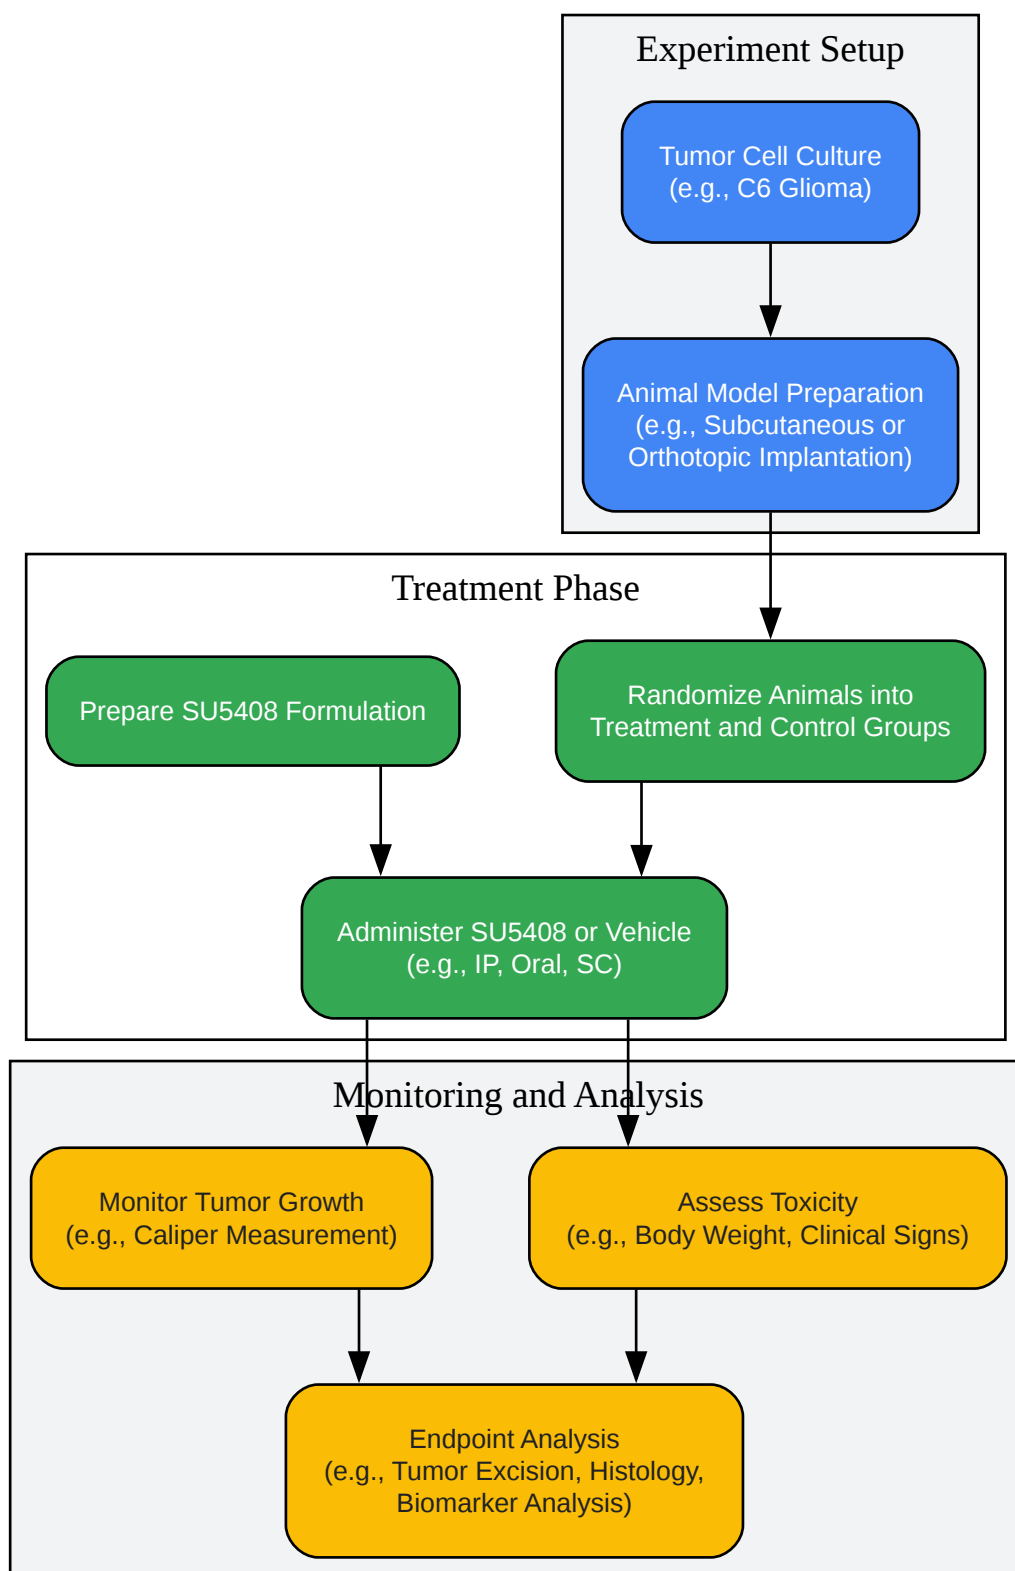 Experiment Setup
Tumor Cell Culture
(e.g., C6 Glioma)
Animal Model Preparation
(e.g., Subcutaneous or
Orthotopic Implantation)
Treatment Phase
Prepare SU5408 Formulation
Randomize Animals into
Treatment and Control Groups
Administer SU5408 or Vehicle
(e.g., IP, Oral, SC)
Monitoring and Analysis
Monitor Tumor Growth
(e.g., Caliper Measurement)
Assess Toxicity
(e.g., Body Weight, Clinical Signs)
Endpoint Analysis
(e.g., Tumor Excision, Histology,
Biomarker Analysis)